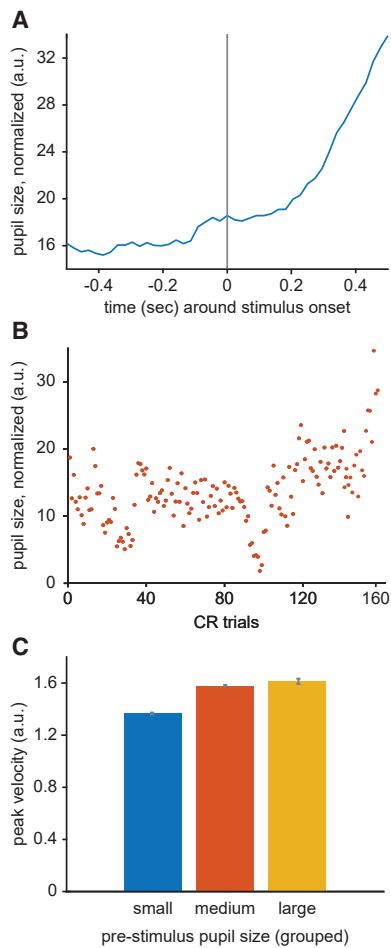 A
pupil size, normalized (a.u.)
32
28
24
20
16
-0.4 -0.2 0 0.2 0.4
time (sec) around stimulus onset
B
pupil size, normalized (a.u.)
30
20
10
0
0 40 80 120 160
CR trials
C
peak velocity (a.u.)
1.6
1.2
0.8
0.4
0
small medium large
pre-stimulus pupil size (grouped)